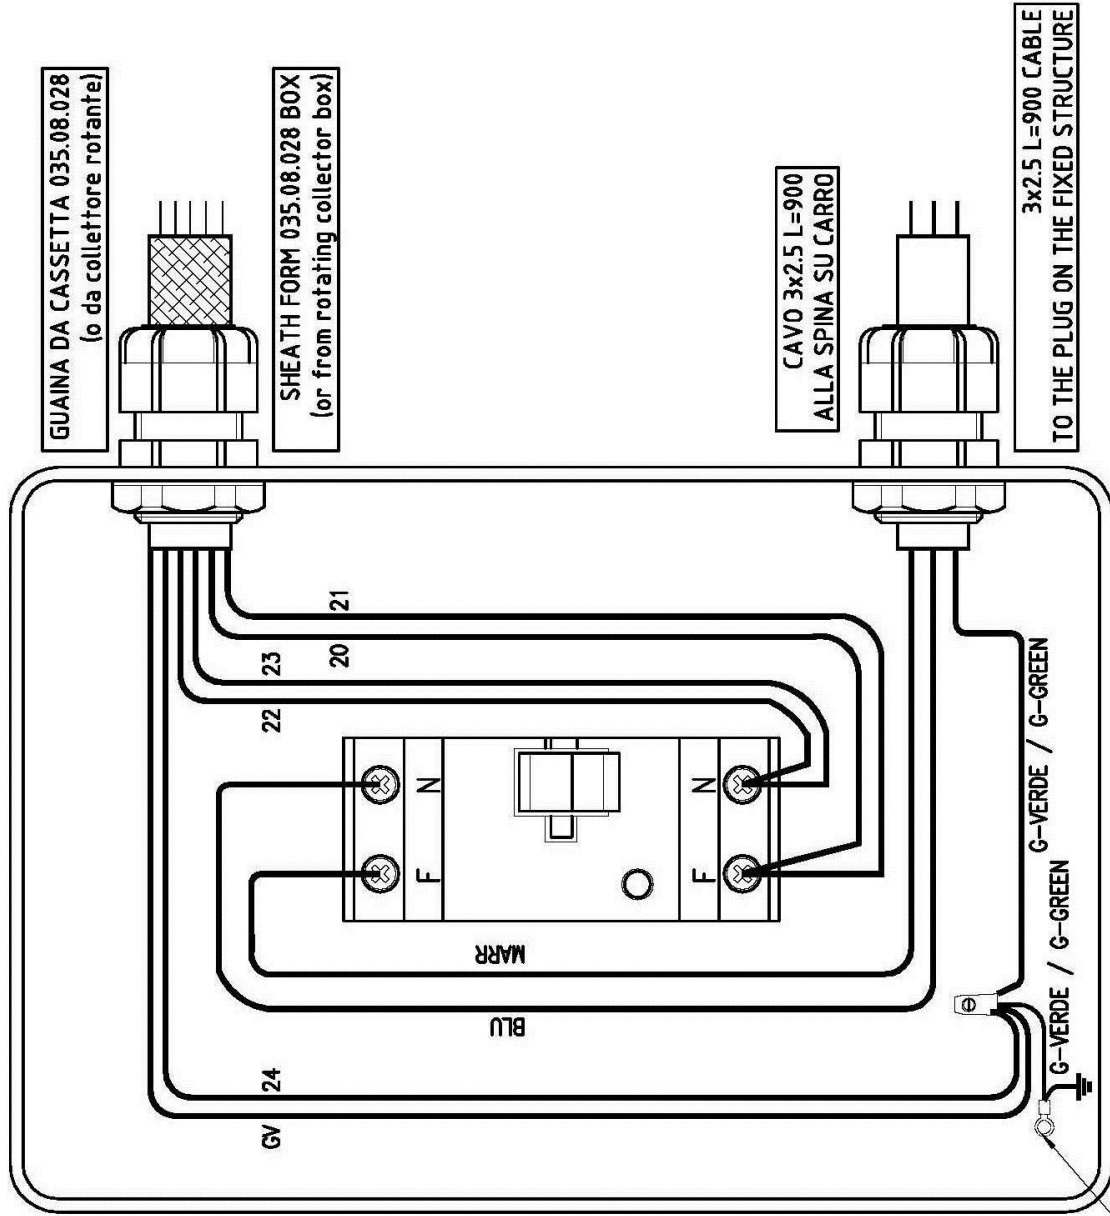 GUAINA DA CASSETTA 035.08.028
(o da collettore rotante)
SHEATH FORM 035.08.028 BOX
(or from rotating collector box)
CAVO 3x2.5 L=900
ALLA SPINA SU CARRO
3x2.5 L=900 CABLE
TO THE PLUG ON THE FIXED STRUCTURE
21
20
23
22
N
F
N
F
MARR
BLU
24
GV
G-VERDE / G-GREEN
G-VERDE / G-GREEN